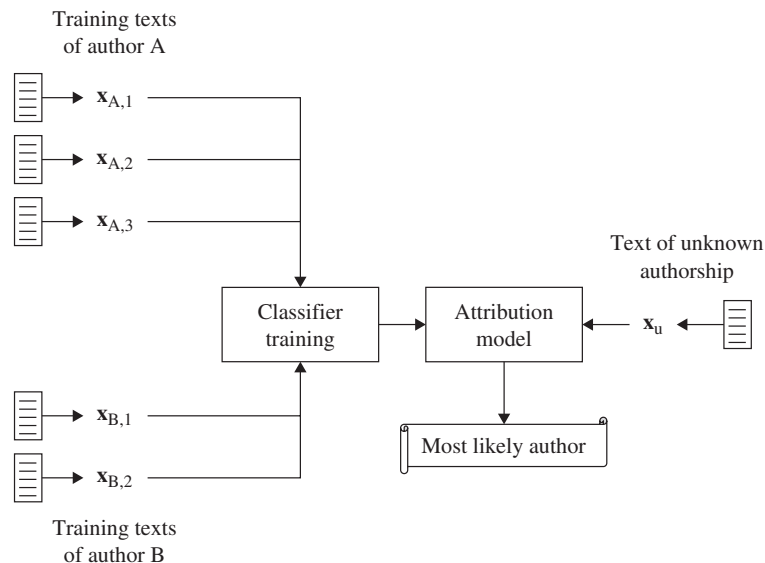 Training texts
of author A
x_A,1
x_A,2
x_A,3
Text of unknown
authorship
Classifier
training
Attribution
model
x_u
x_B,1
Most likely author
x_B,2
Training texts
of author B